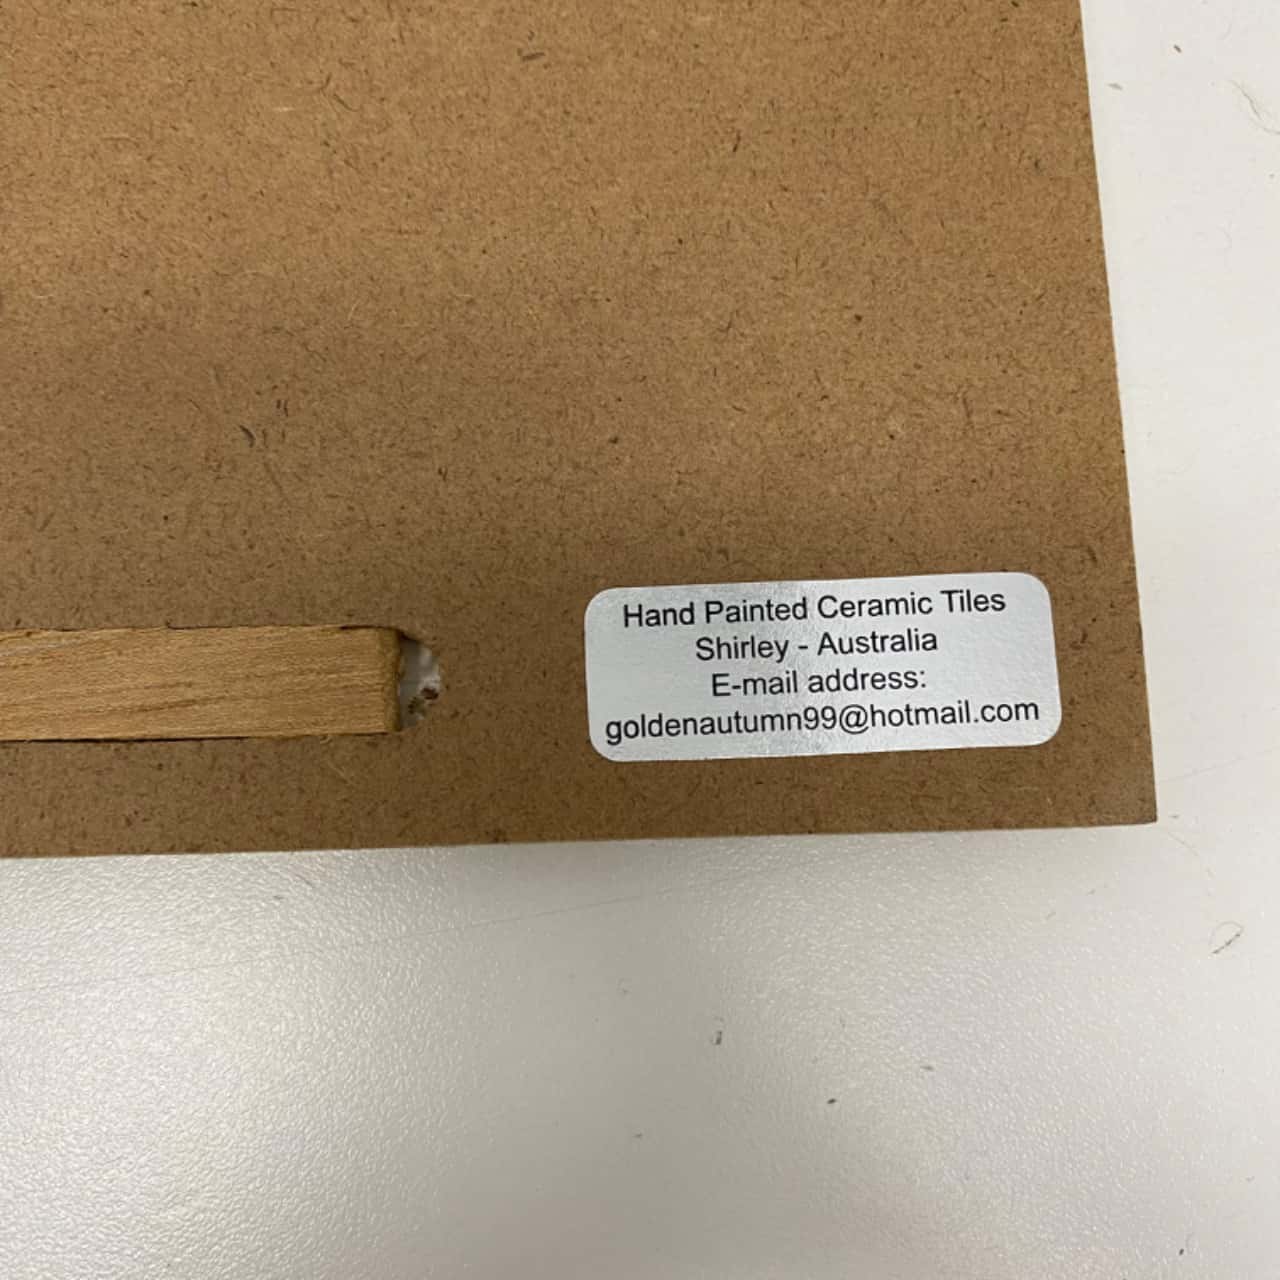 Hand Painted Ceramic Tiles
Shirley - Australia
E-mail address:
goldenautumn99@hotmail.com